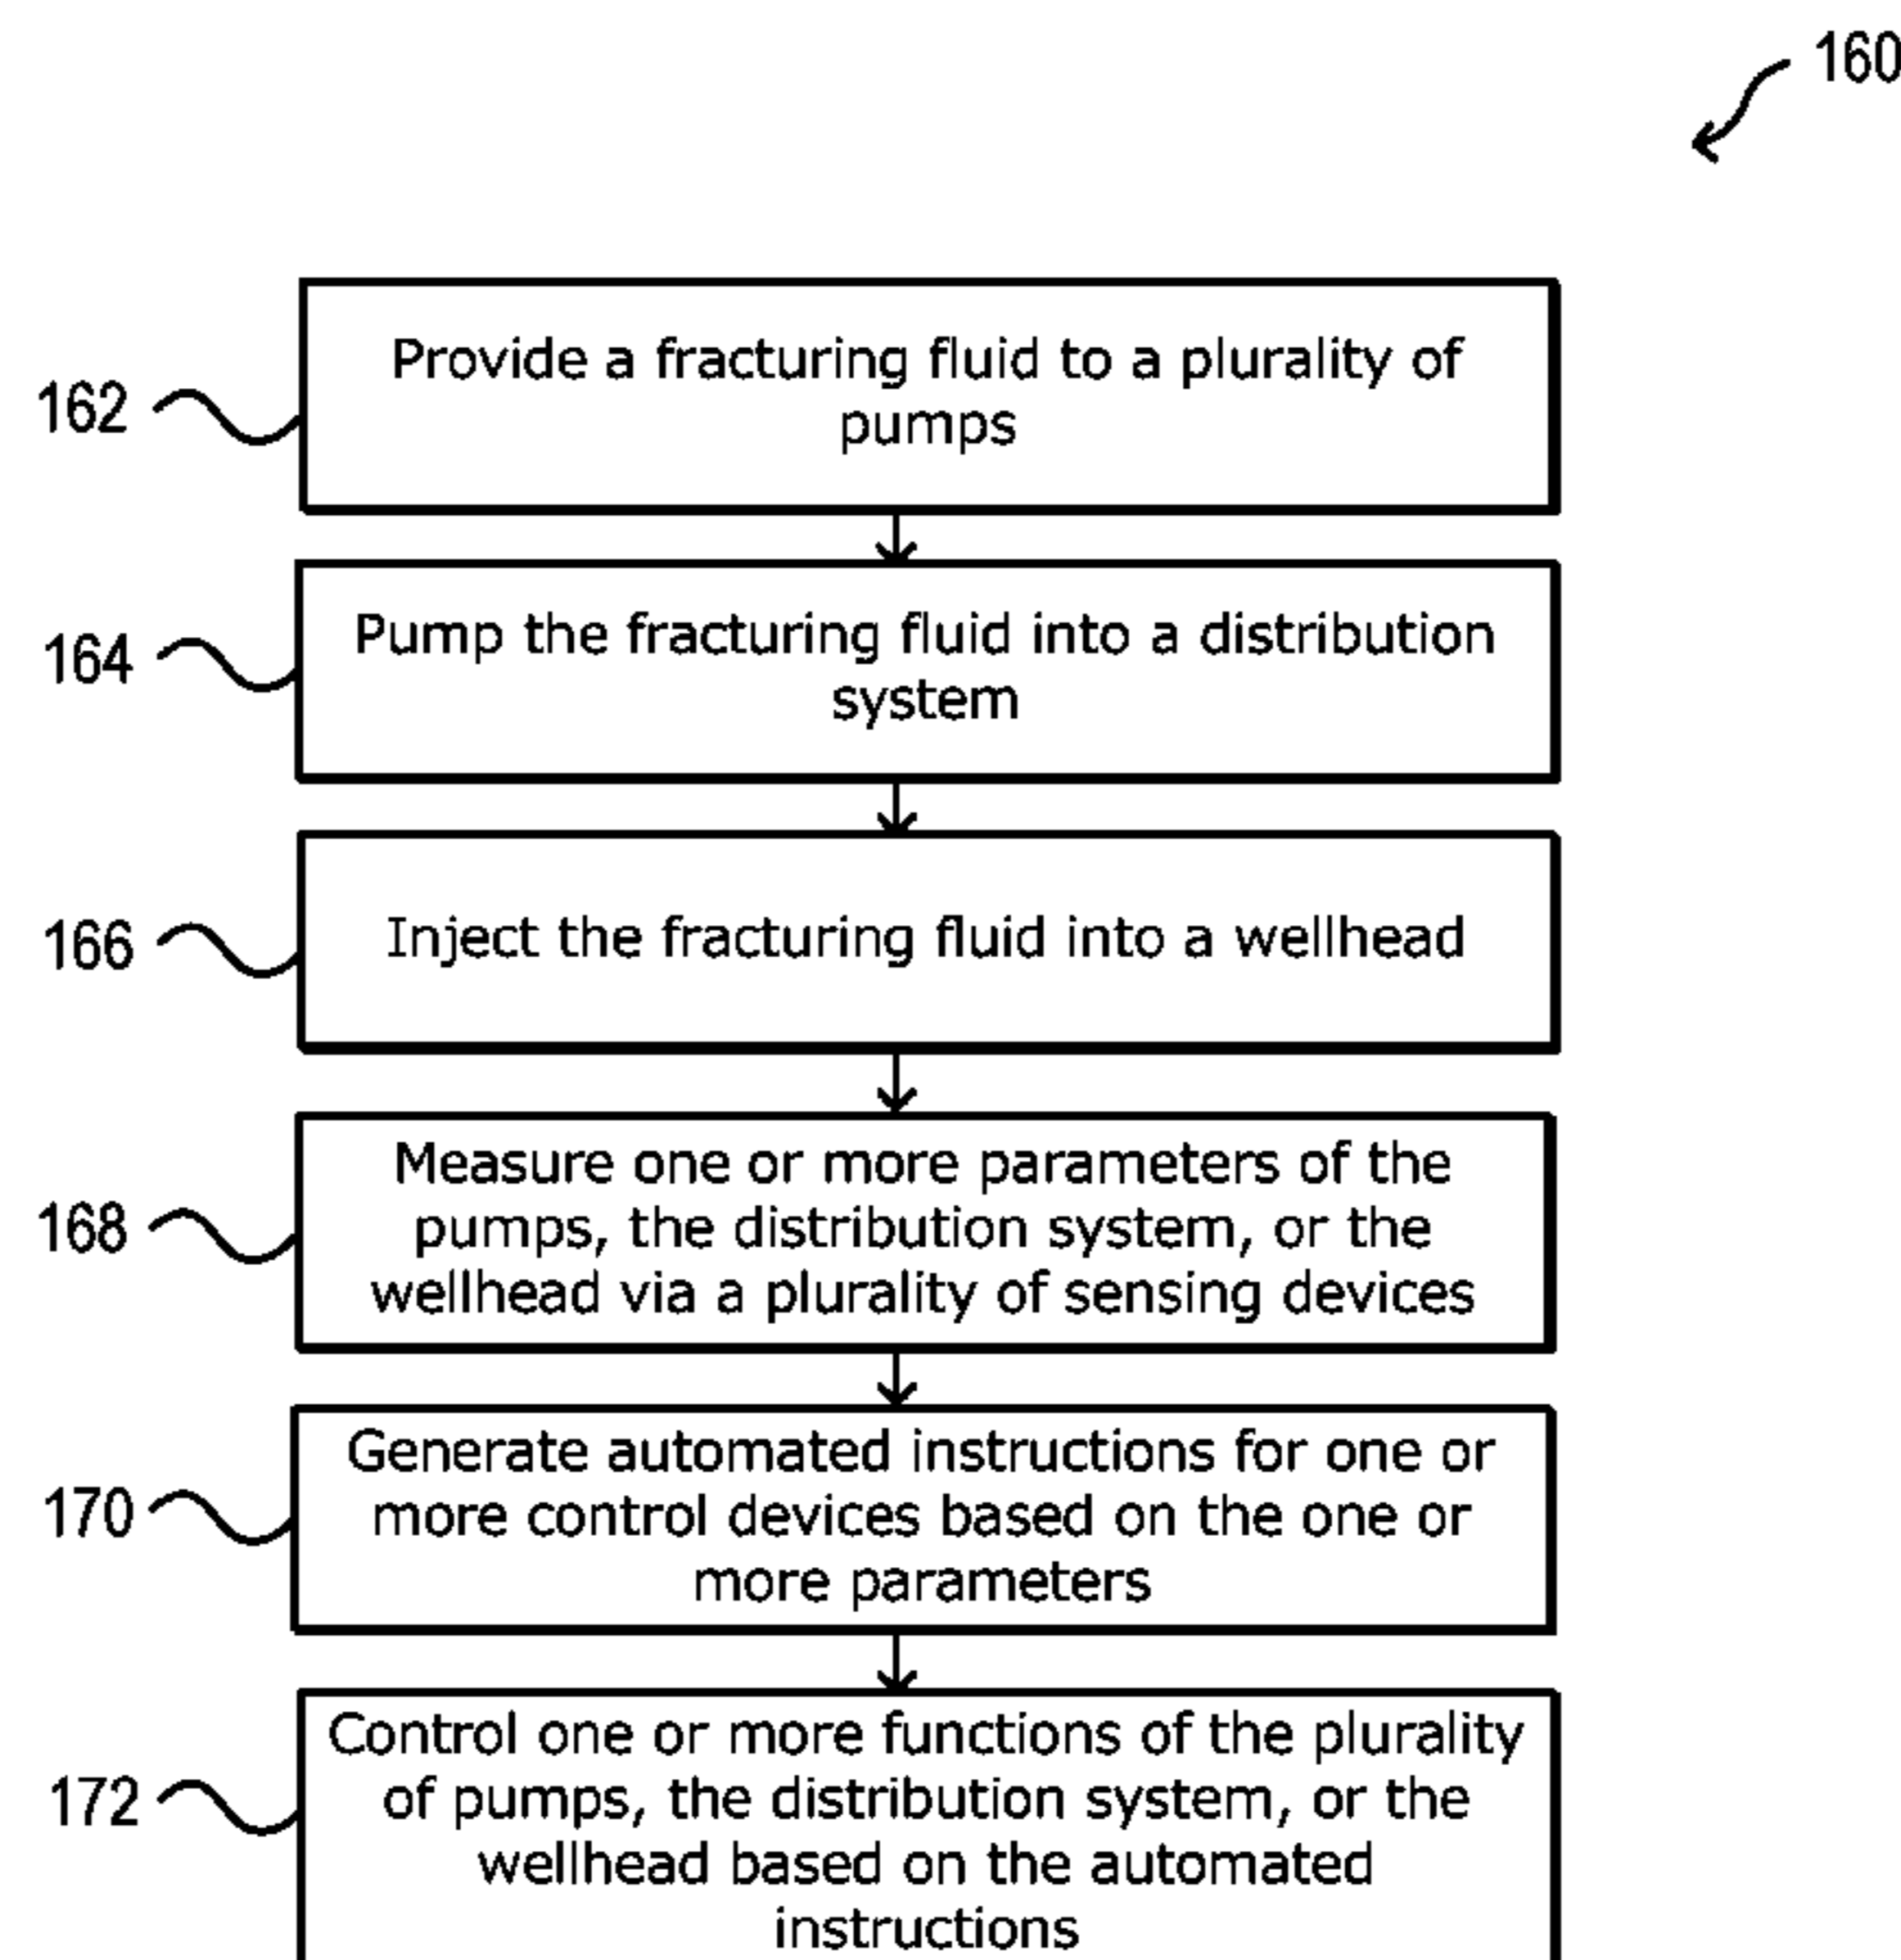 160
162
Provide a fracturing fluid to a plurality of
pumps
164
Pump the fracturing fluid into a distribution
system
166
Inject the fracturing fluid into a wellhead
168
Measure one or more parameters of the
pumps, the distribution system, or the
wellhead via a plurality of sensing devices
170
Generate automated instructions for one or
more control devices based on the one or
more parameters
172
Control one or more functions of the plurality
of pumps, the distribution system, or the
wellhead based on the automated
instructions